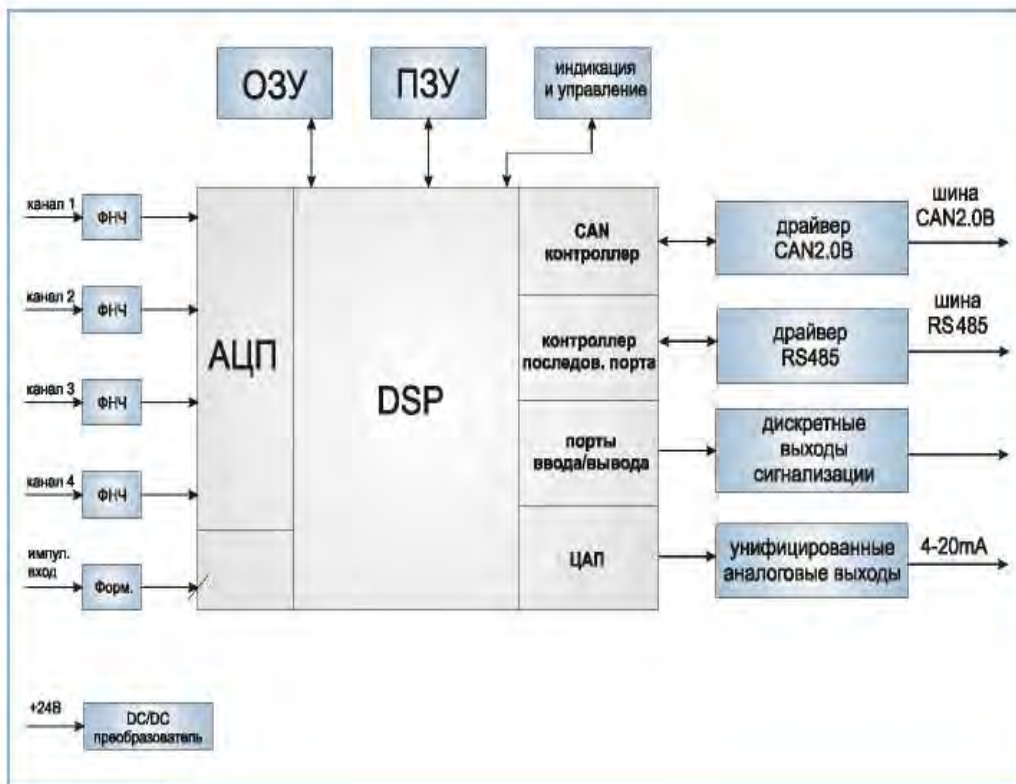 ОЗУ
ПЗУ
индикация
и управление
канал 1
ФНЧ
канал 2
ФНЧ
канал 3
ФНЧ
канал 4
ФНЧ
импул.
вход
Форм.
АЦП
DSP
CAN
контроллер
контроллер
последов. порта
порты
ввода/вывода
ЦАП
драйвер
CAN2.0B
шина
CAN2.0B
драйвер
RS485
шина
RS485
дискретные
выходы
сигнализации
унифицированные
аналоговые выходы
4-20mA
+24В
DC/DC
преобразователь